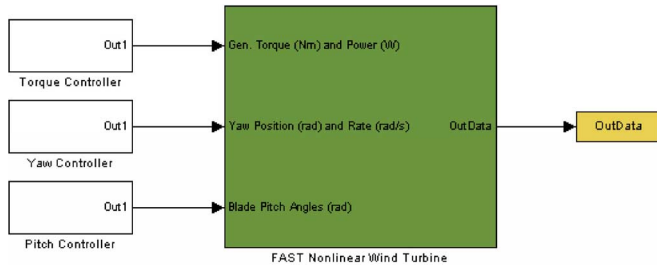 Out1
Torque Controller
Out1
Yaw Controller
Out1
Pitch Controller
Gen. Torque (Nm) and Power (W)
Yaw Position (rad) and Rate (rad/s)
Blade Pitch Angles (rad)
OutData
FAST Nonlinear Wind Turbine
OutData